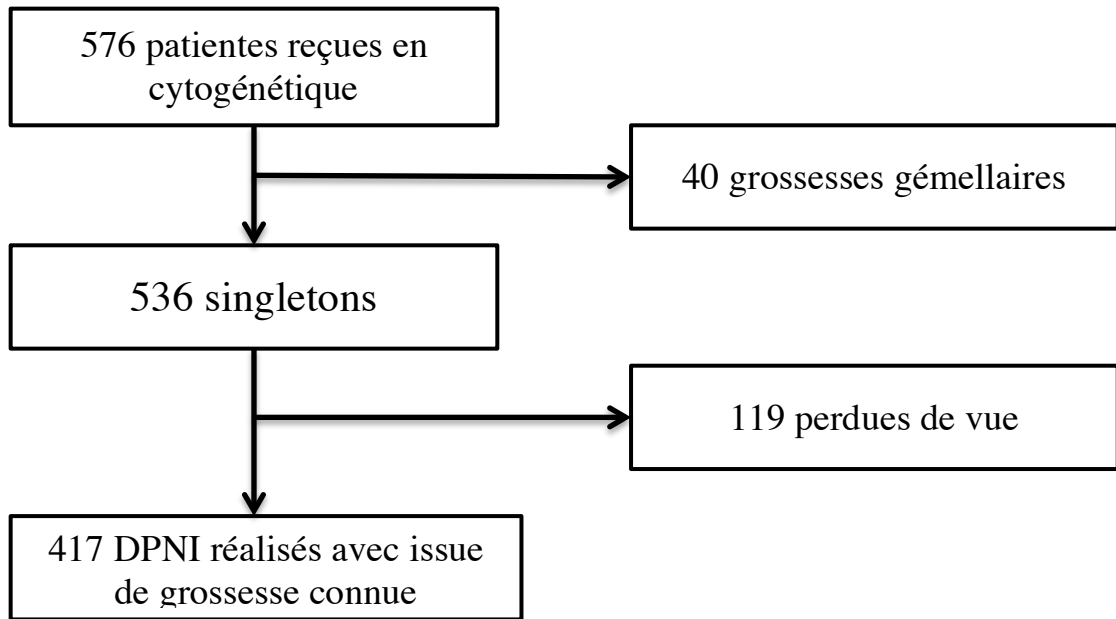 576 patientes reçues en
cytogénétique
40 grossesses gémellaires
536 singletons
119 perdues de vue
417 DPNI réalisés avec issue
de grossesse connue